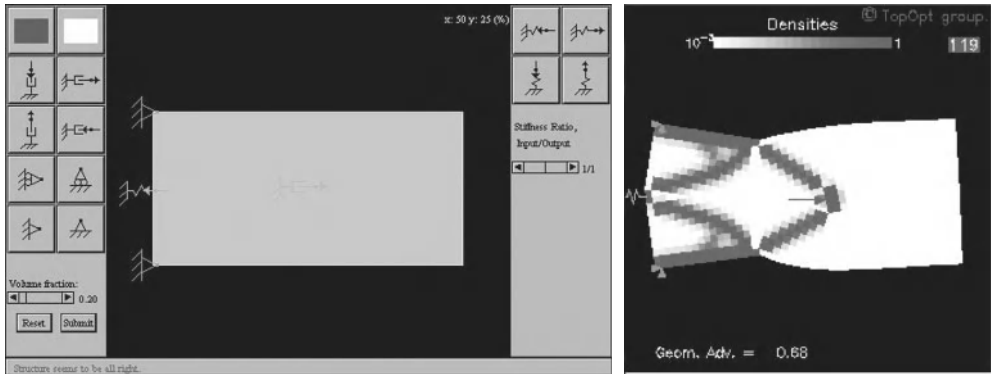 x: 50 y: 25 (%)
Stiffness Ratio,
Input/Output
1/1
Volume fraction:
0.20
Reset Submit
Structure seems to be all right.
© TopOpt group.
Densities
10⁻³ 1
119
Geom. Adv. = 0.68